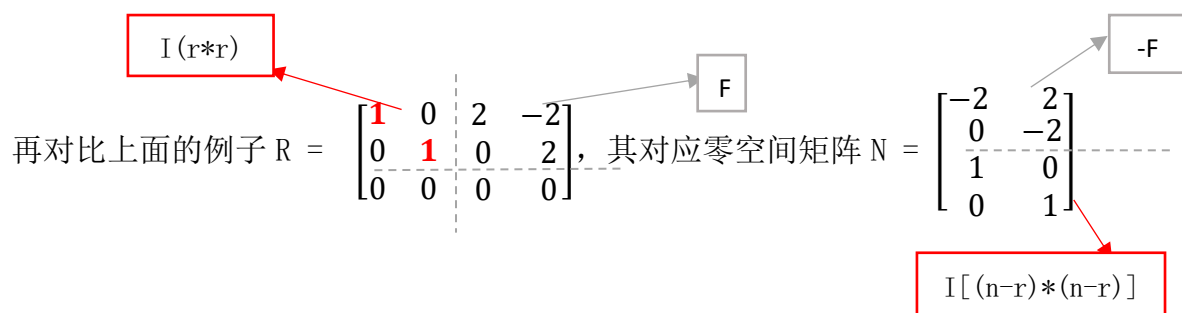 I(r*r)
-F
F
再对比上面的例子 R = [1 0 2 −2
0 1 0 2
0 0 0 0], 其对应零空间矩阵 N = [−2 2
0 −2
1 0
0 1]
I[(n-r)*(n-r)]